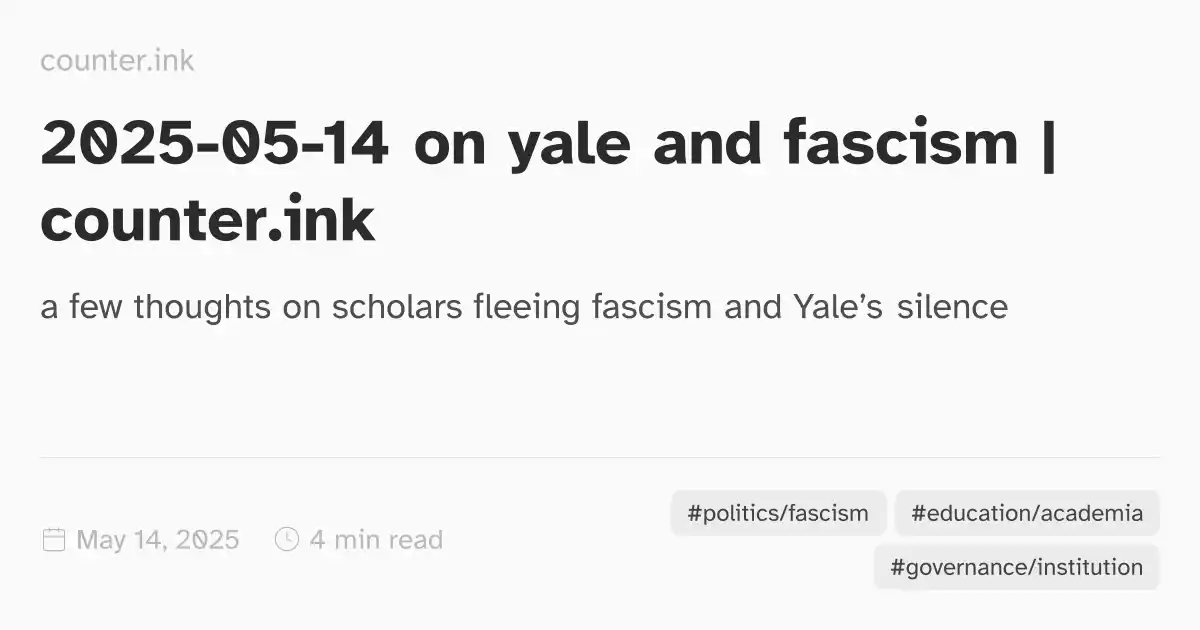 counter.ink
2025-05-14 on yale and fascism |
counter.ink
a few thoughts on scholars fleeing fascism and Yale’s silence
May 14, 2025 4 min read
#politics/fascism #education/academia
#governance/institution